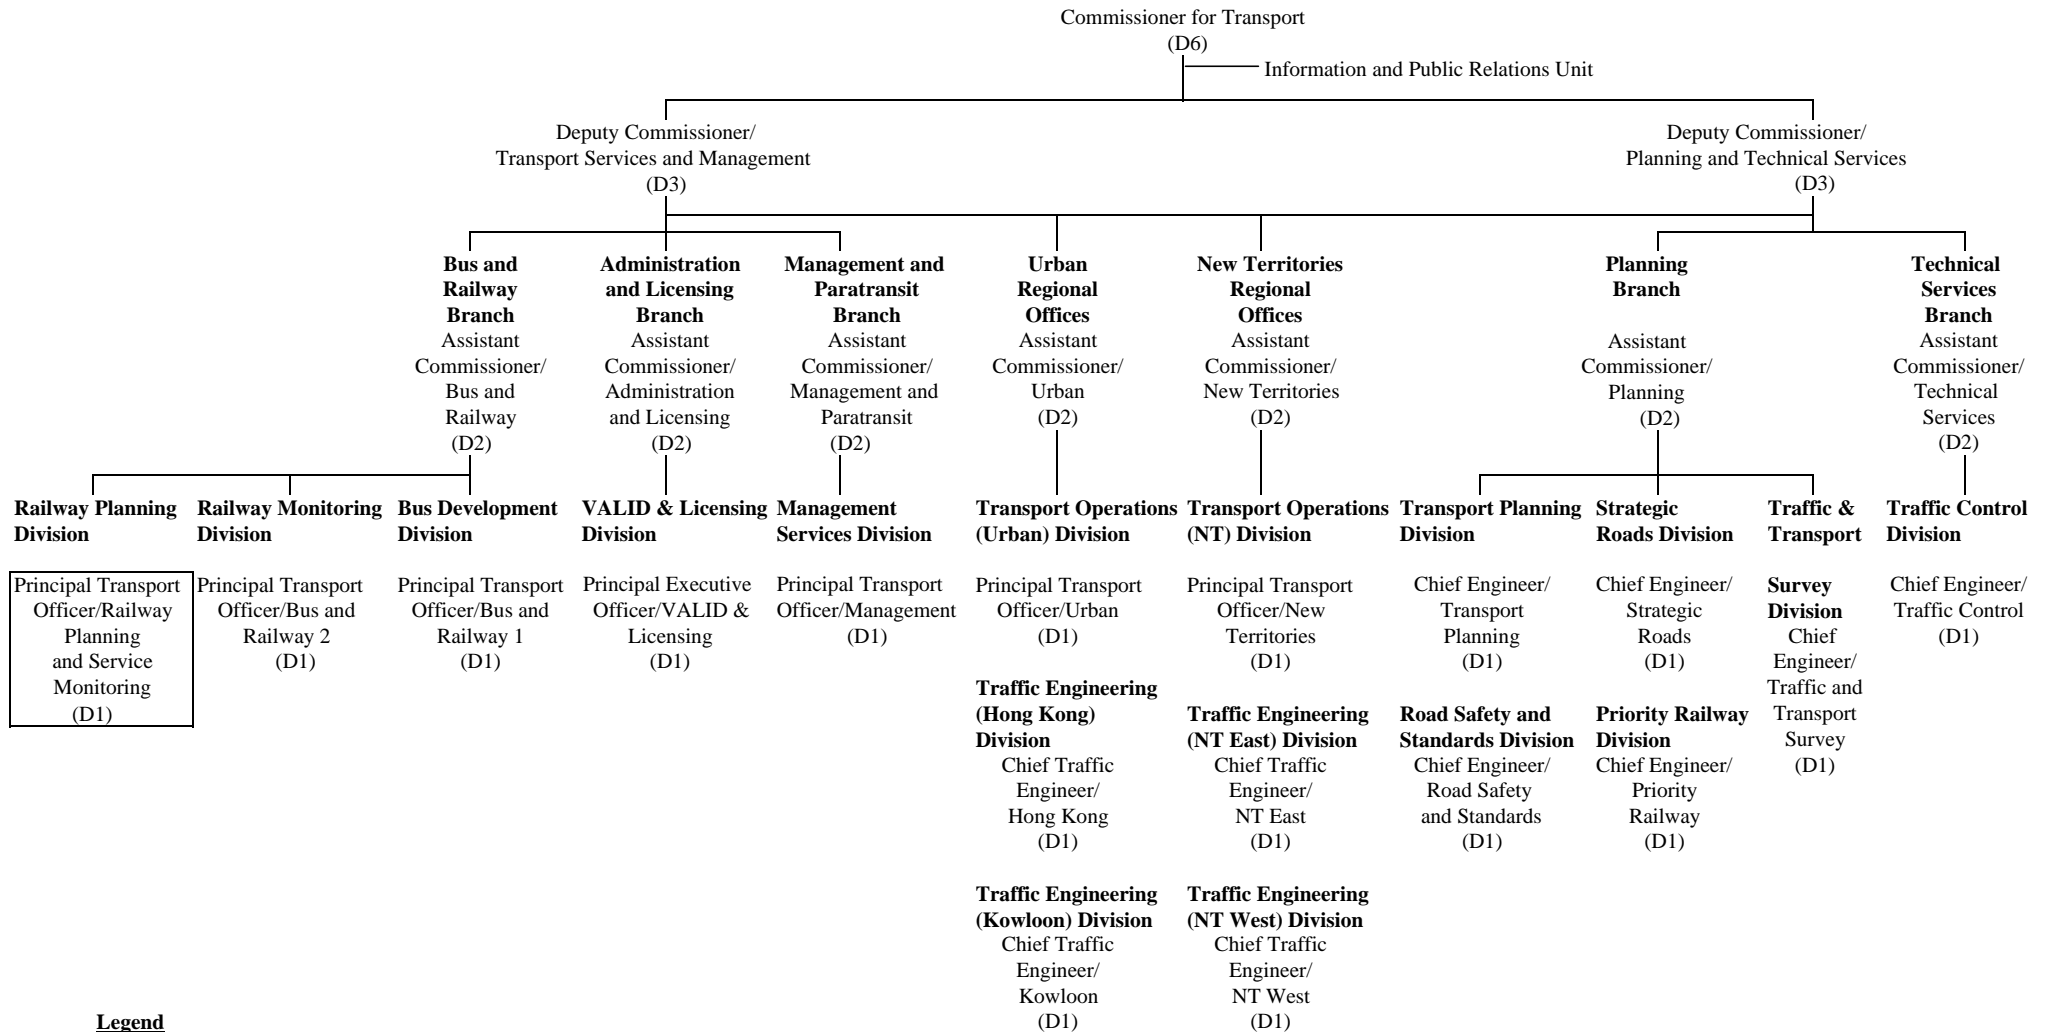 Commissioner for Transport
(D6)
Information and Public Relations Unit
Deputy Commissioner/
Transport Services and Management
(D3)
Deputy Commissioner/
Planning and Technical Services
(D3)
Bus and
Railway
Branch
Assistant
Commissioner/
Bus and
Railway
(D2)
Administration
and Licensing
Branch
Assistant
Commissioner/
Administration
and Licensing
(D2)
Management and
Paratransit
Branch
Assistant
Commissioner/
Management and
Paratransit
(D2)
Urban
Regional
Offices
Assistant
Commissioner/
Urban
(D2)
New Territories
Regional
Offices
Assistant
Commissioner/
New Territories
(D2)
Planning
Branch
Assistant
Commissioner/
Planning
(D2)
Technical
Services
Branch
Assistant
Commissioner/
Technical
Services
(D2)
Railway Planning
Division
Principal Transport
Officer/Railway
Planning
and Service
Monitoring
(D1)
Railway Monitoring
Division
Principal Transport
Officer/Bus and
Railway 2
(D1)
Bus Development
Division
Principal Transport
Officer/Bus and
Railway 1
(D1)
VALID & Licensing
Division
Principal Executive
Officer/VALID &
Licensing
(D1)
Management
Services Division
Principal Transport
Officer/Management
(D1)
Transport Operations
(Urban) Division
Principal Transport
Officer/Urban
(D1)
Traffic Engineering
(Hong Kong)
Division
Chief Traffic
Engineer/
Hong Kong
(D1)
Traffic Engineering
(Kowloon) Division
Chief Traffic
Engineer/
Kowloon
(D1)
Transport Operations
(NT) Division
Principal Transport
Officer/New
Territories
(D1)
Traffic Engineering
(NT East) Division
Chief Traffic
Engineer/
NT East
(D1)
Traffic Engineering
(NT West) Division
Chief Traffic
Engineer/
NT West
(D1)
Transport Planning
Division
Chief Engineer/
Transport
Planning
(D1)
Road Safety and
Standards Division
Chief Engineer/
Road Safety
and Standards
(D1)
Strategic
Roads Division
Chief Engineer/
Strategic
Roads
(D1)
Priority Railway
Division
Chief Engineer/
Priority
Railway
(D1)
Traffic &
Transport
Survey
Division
Chief
Engineer/
Traffic and
Transport
Survey
(D1)
Traffic Control
Division
Chief Engineer/
Traffic Control
(D1)
Legend